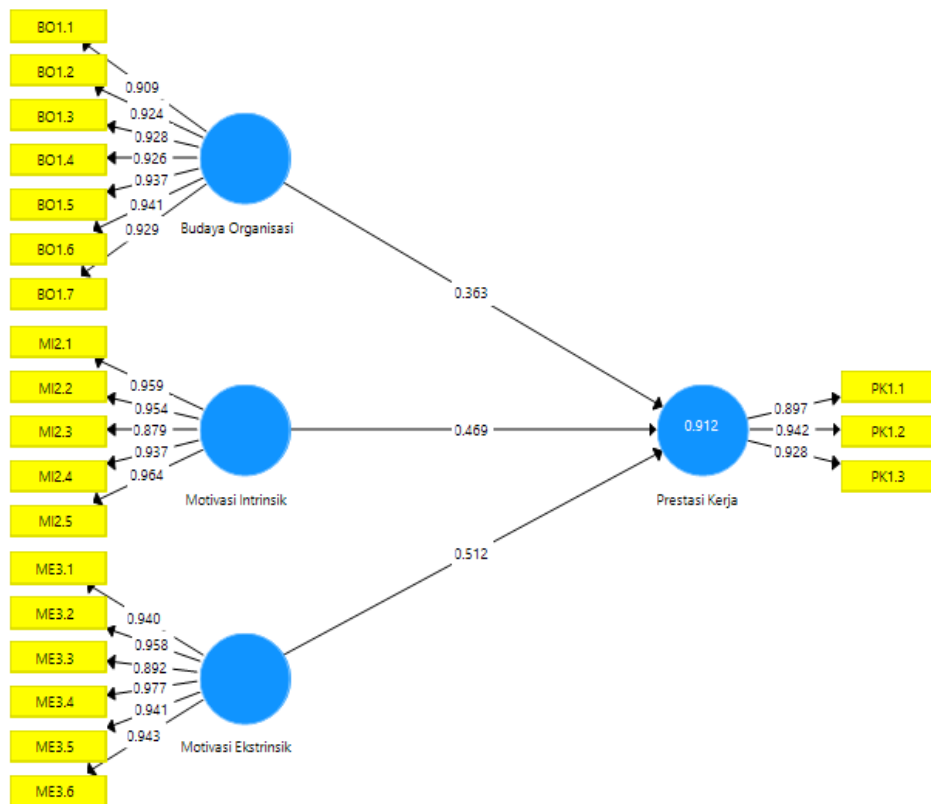 BO1.1
BO1.2
BO1.3
BO1.4
BO1.5
BO1.6
BO1.7
0.909
0.924
0.928
0.926
0.937
0.941
0.929
Budaya Organisasi
0.363
MI2.1
MI2.2
MI2.3
MI2.4
MI2.5
0.959
0.954
0.879
0.937
0.964
Motivasi Intrinsik
0.469
ME3.1
ME3.2
ME3.3
ME3.4
ME3.5
ME3.6
0.940
0.958
0.892
0.977
0.941
0.943
Motivasi Ekstrinsik
0.512
0.912
Prestasi Kerja
0.897
0.942
0.928
PK1.1
PK1.2
PK1.3